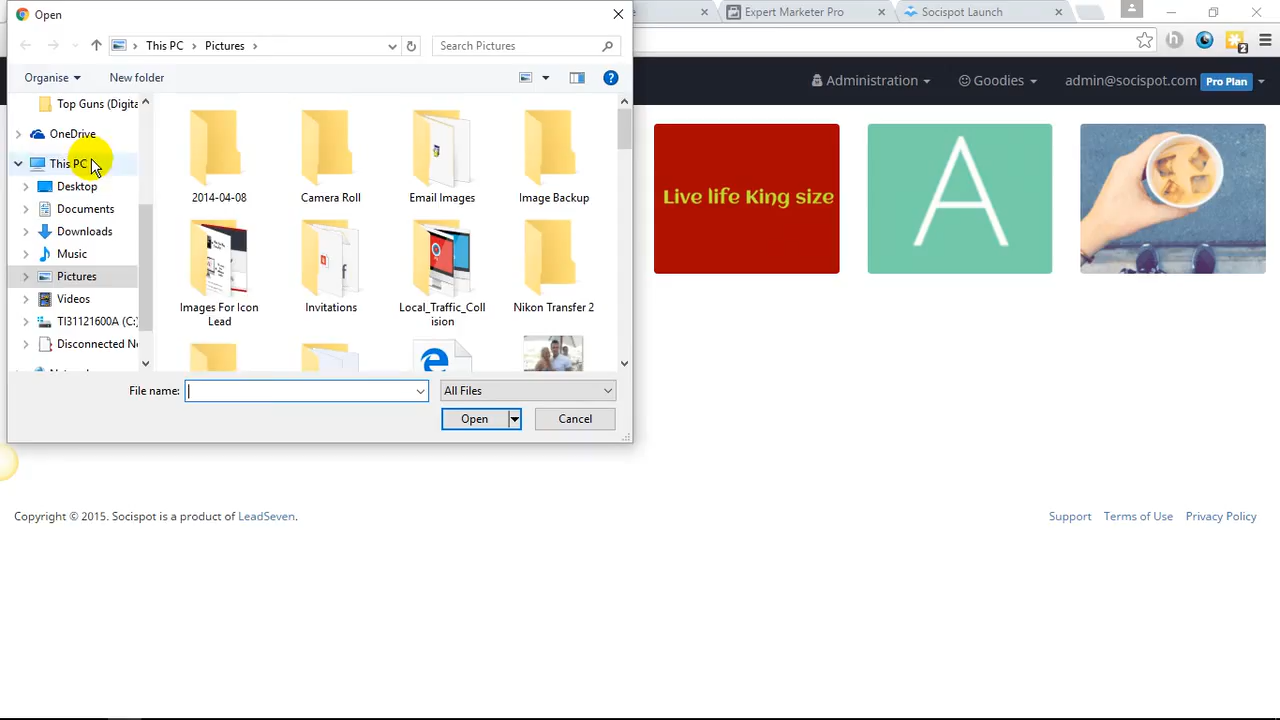 Open
Expert Marketer Pro
Socispot Launch
This PC
Pictures
Search Pictures
Organise
New folder
Administration
Goodies
admin@socispot.com
Pro Plan
2
Top Guns (Digita
OneDrive
This PC
Desktop
Documents
Downloads
Music
Pictures
Videos
TI31121600A (C:)
Disconnected Ne
2014-04-08
Camera Roll
Email Images
Image Backup
Images For Icon
Lead
Invitations
Local_Traffic_Coll
ision
Nikon Transfer 2
Live life King size
A
File name:
All Files
Open
Cancel
Copyright © 2015. Socispot is a product of LeadSeven.
Support
Terms of Use
Privacy Policy